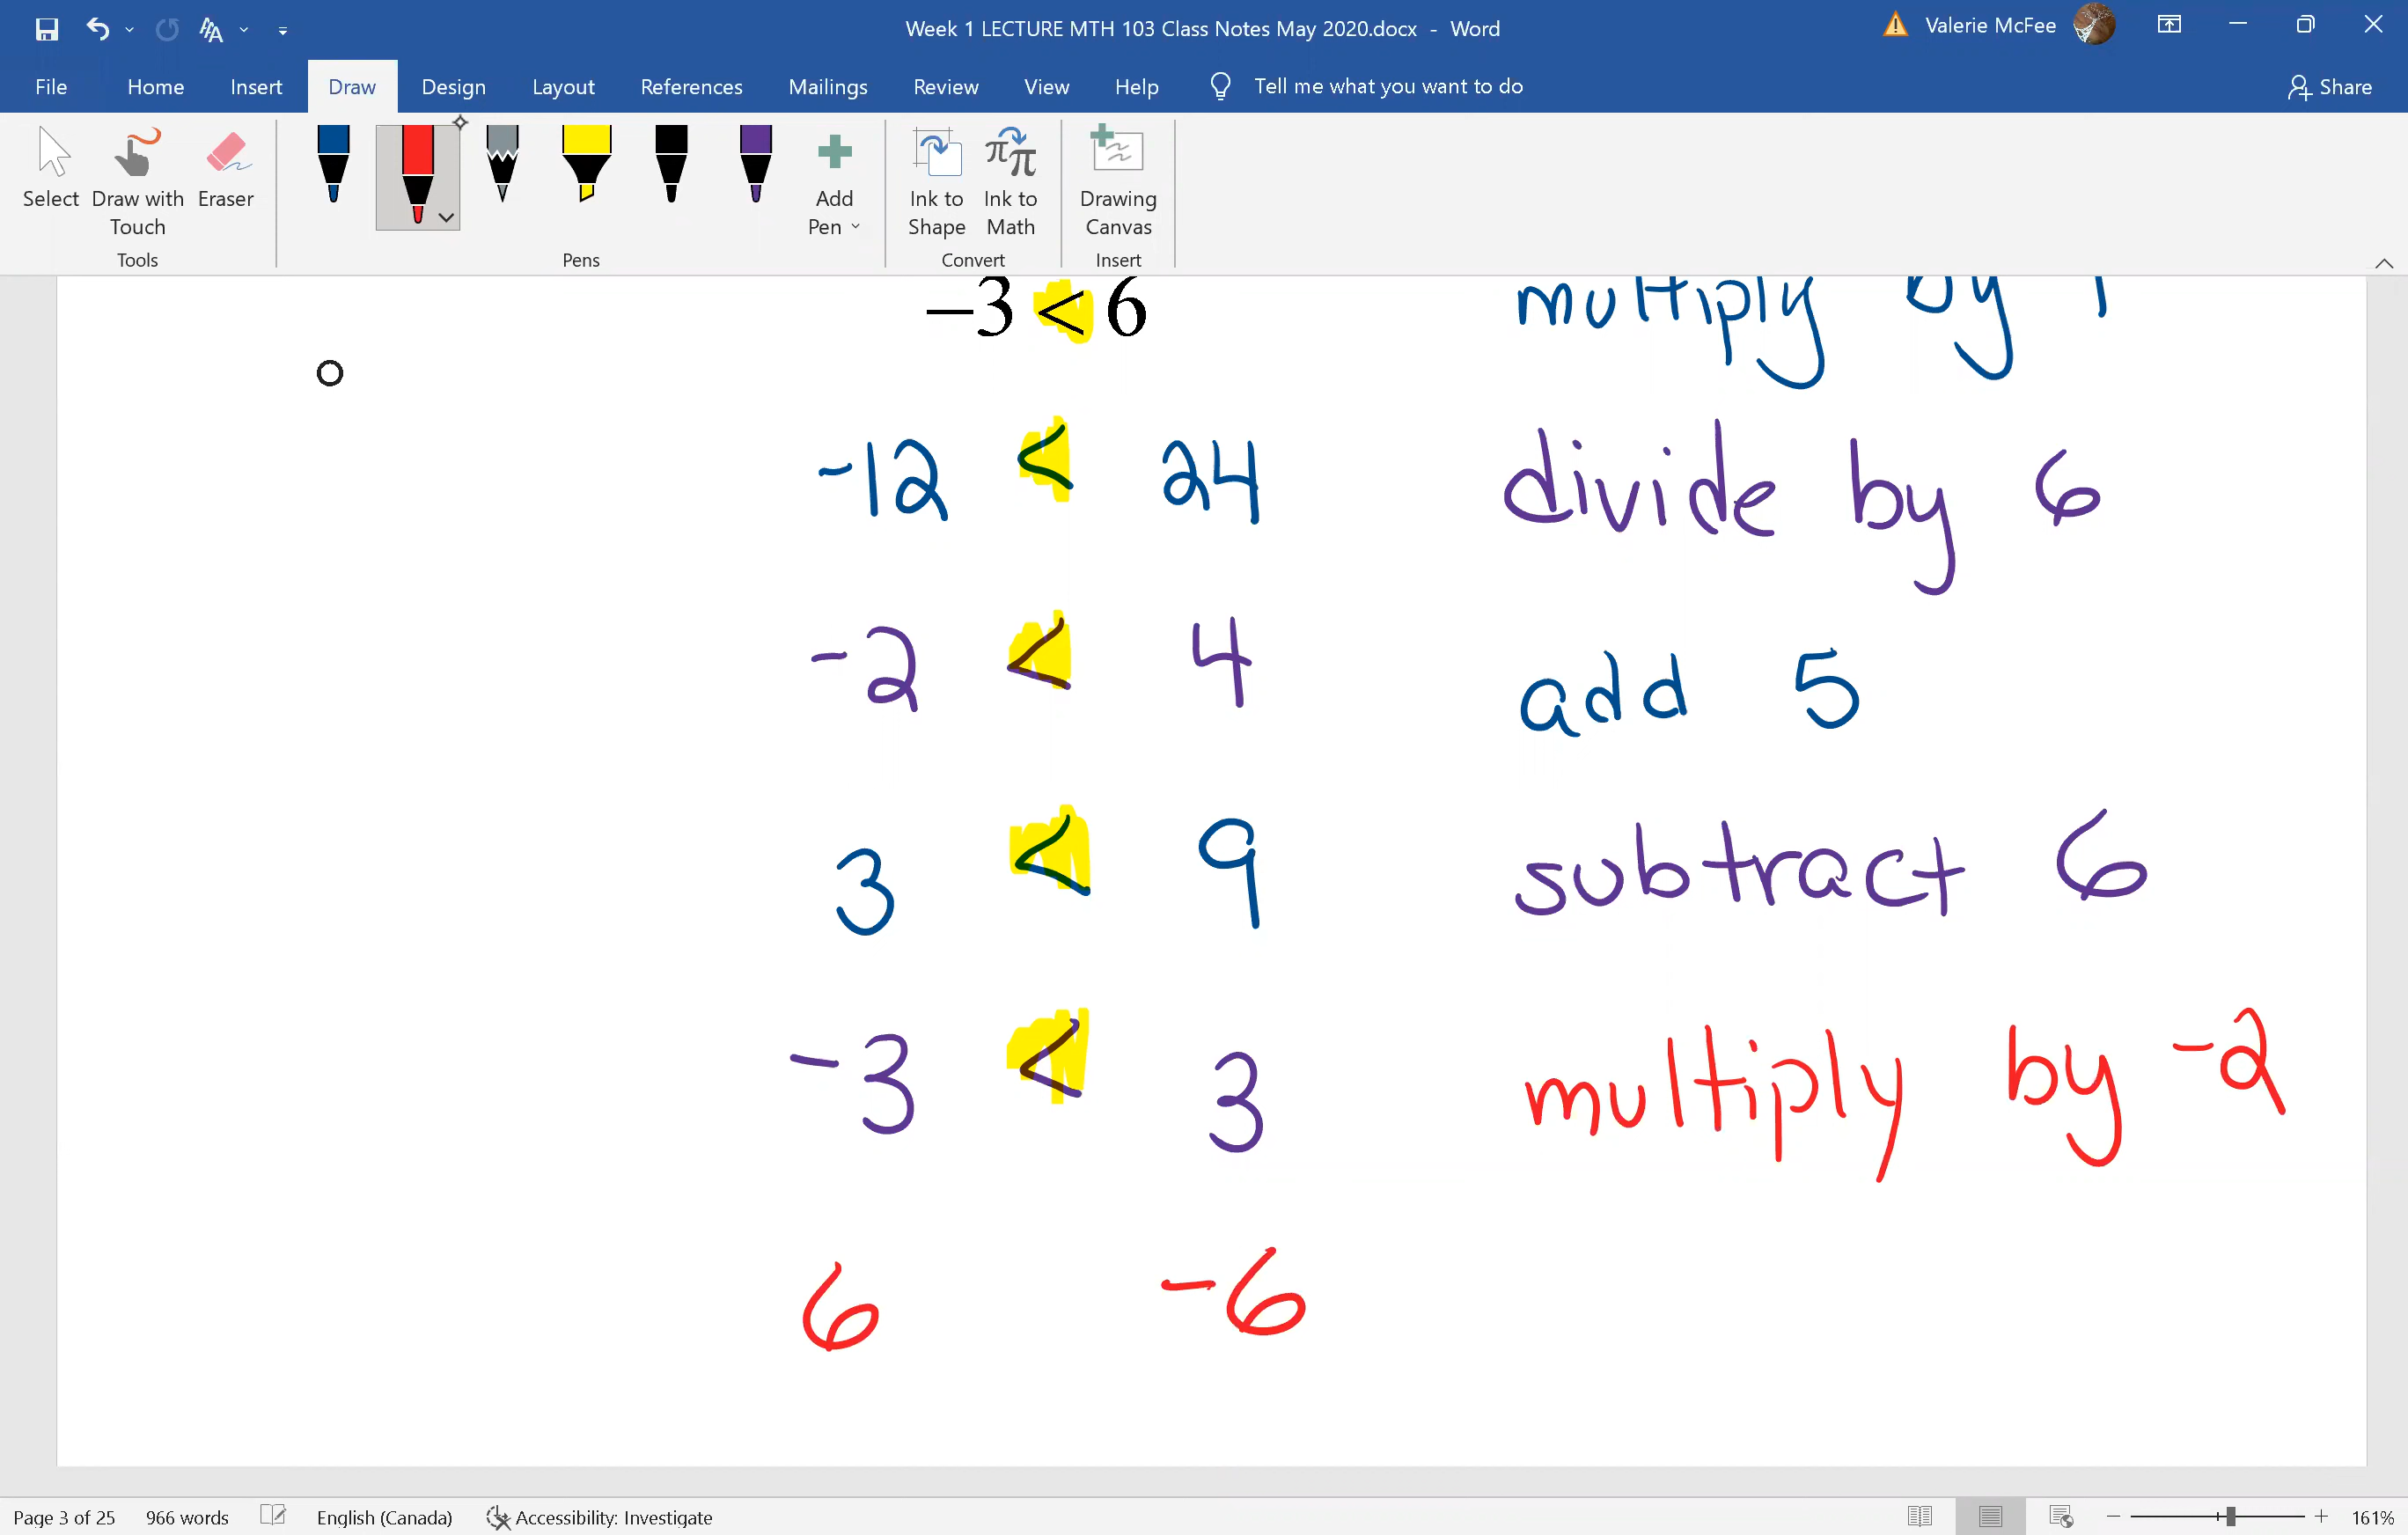 Week 1 LECTURE MTH 103 Class Notes May 2020.docx - Word
Valerie McFee
File Home Insert Draw Design Layout References Mailings Review View Help Tell me what you want to do Share
Select Draw with Touch Eraser Add Pen Ink to Shape Ink to Math Drawing Canvas
Tools Pens Convert Insert
−3 < 6 multiply by
-12 < 24 divide by 6
-2 < 4 add 5
3 < 9 subtract 6
-3 < 3 multiply by -2
6 -6
Page 3 of 25 966 words English (Canada) Accessibility: Investigate 161%